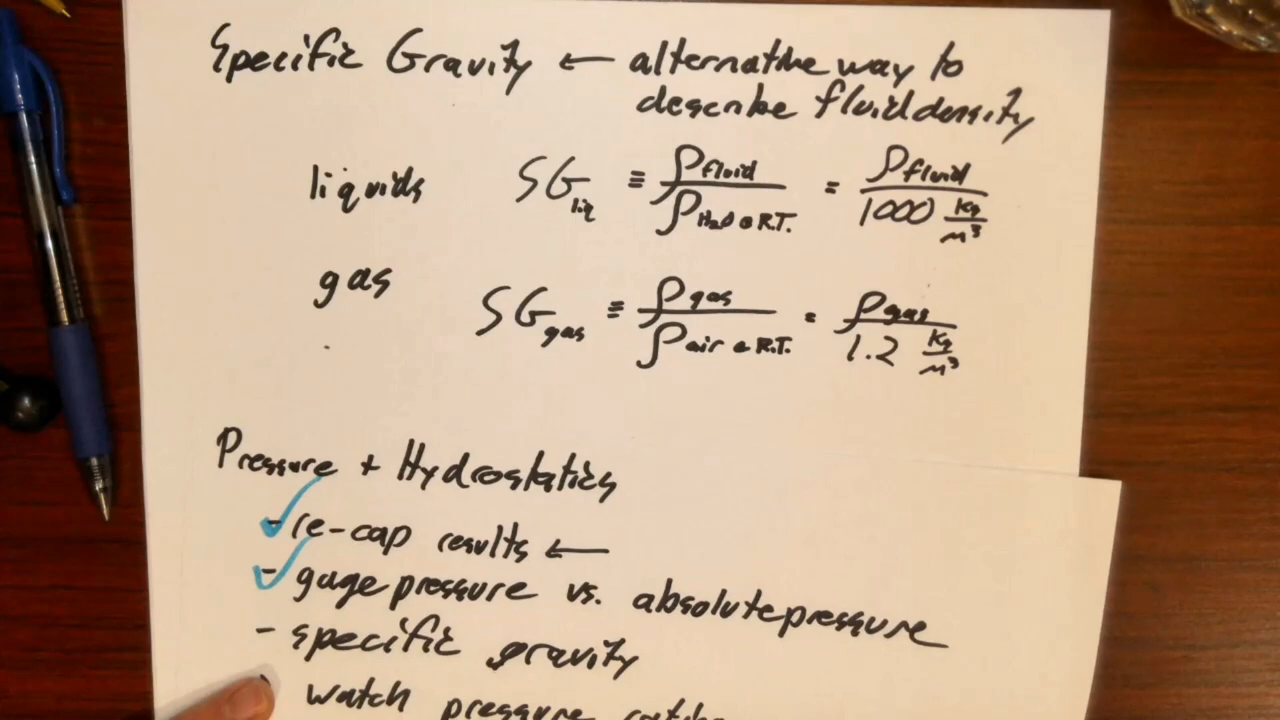 Specific Gravity ← alternative way to
describe fluid density
liquids SG_liq ≡ ρ_fluid / ρ_H₂O @ R.T. = ρ_fluid / 1000 kg/m³
gas SG_gas ≡ ρ_gas / ρ_air @ R.T. = ρ_gas / 1.2 kg/m³
Pressure + Hydrostatics
- re-cap results ←
- gage pressure vs. absolute pressure
- specific gravity
watch pressure